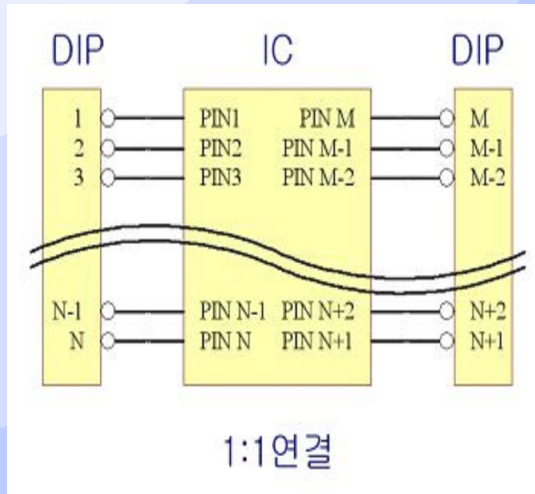 DIP IC DIP
1 PIN1 PIN M M
2 PIN2 PIN M-1 M-1
3 PIN3 PIN M-2 M-2
N-1 PIN N-1 PIN N+2 N+2
N PIN N PIN N+1 N+1
1:1연결